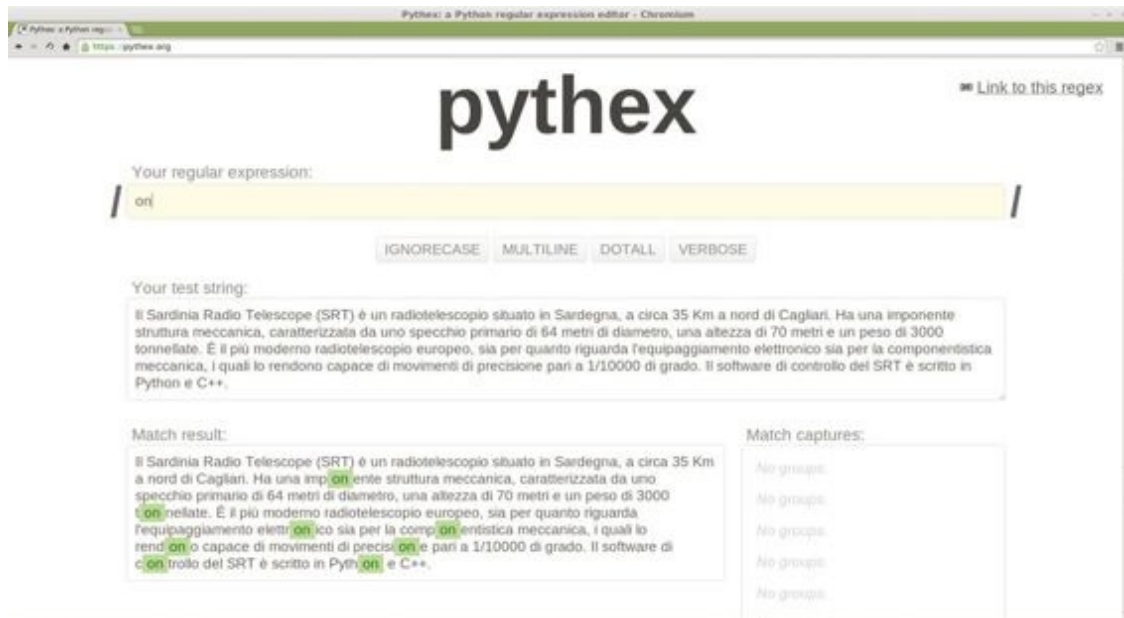 Pythex: a Python regular expression editor - Chromium
Pythex: a Python reg
https pythex.org
pythex
Link to this regex
Your regular expression:
/ on /
IGNORECASE MULTILINE DOTALL VERBOSE
Your test string:
Il Sardinia Radio Telescope (SRT) è un radiotelescopio situato in Sardegna, a circa 35 Km a nord di Cagliari. Ha una imponente
struttura meccanica, caratterizzata da uno specchio primario di 64 metri di diametro, una altezza di 70 metri e un peso di 3000
tonnellate. È il più moderno radiotelescopio europeo, sia per quanto riguarda l'equipaggiamento elettronico sia per la componentistica
meccanica, i quali lo rendono capace di movimenti di precisione pari a 1/10000 di grado. Il software di controllo del SRT è scritto in
Python e C++.
Match result:
Il Sardinia Radio Telescope (SRT) è un radiotelescopio situato in Sardegna, a circa 35 Km
a nord di Cagliari. Ha una imponente struttura meccanica, caratterizzata da uno
specchio primario di 64 metri di diametro, una altezza di 70 metri e un peso di 3000
tonnellate. È il più moderno radiotelescopio europeo, sia per quanto riguarda
l'equipaggiamento elettronico sia per la componentistica meccanica, i quali lo
rendono capace di movimenti di precisione pari a 1/10000 di grado. Il software di
controllo del SRT è scritto in Python e C++.
Match captures:
No groups.
No groups.
No groups.
No groups.
No groups.